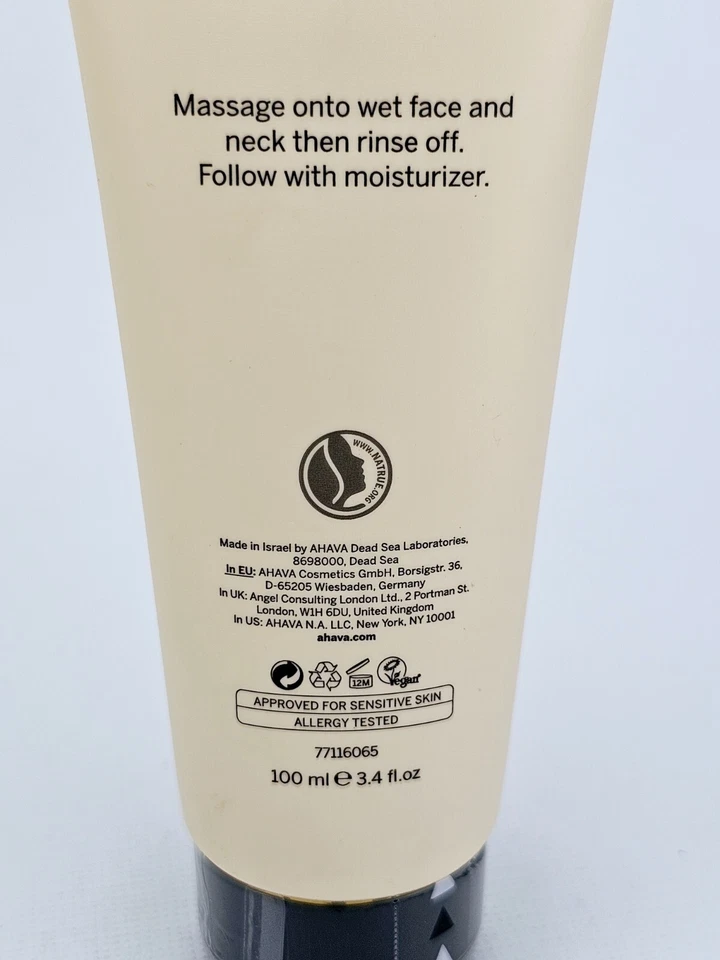 Massage onto wet face and
neck then rinse off.
Follow with moisturizer.
WWW.NATRUE.ORG
Made in Israel by AHAVA Dead Sea Laboratories,
8698000, Dead Sea
In EU: AHAVA Cosmetics GmbH, Borsigstr. 36,
D-65205 Wiesbaden, Germany
In UK: Angel Consulting London Ltd., 2 Portman St.
London, W1H 6DU, United Kingdom
In US: AHAVA N.A. LLC, New York, NY 10001
ahava.com
12M
Vegan
APPROVED FOR SENSITIVE SKIN
ALLERGY TESTED
77116065
100 ml ℮ 3.4 fl.oz